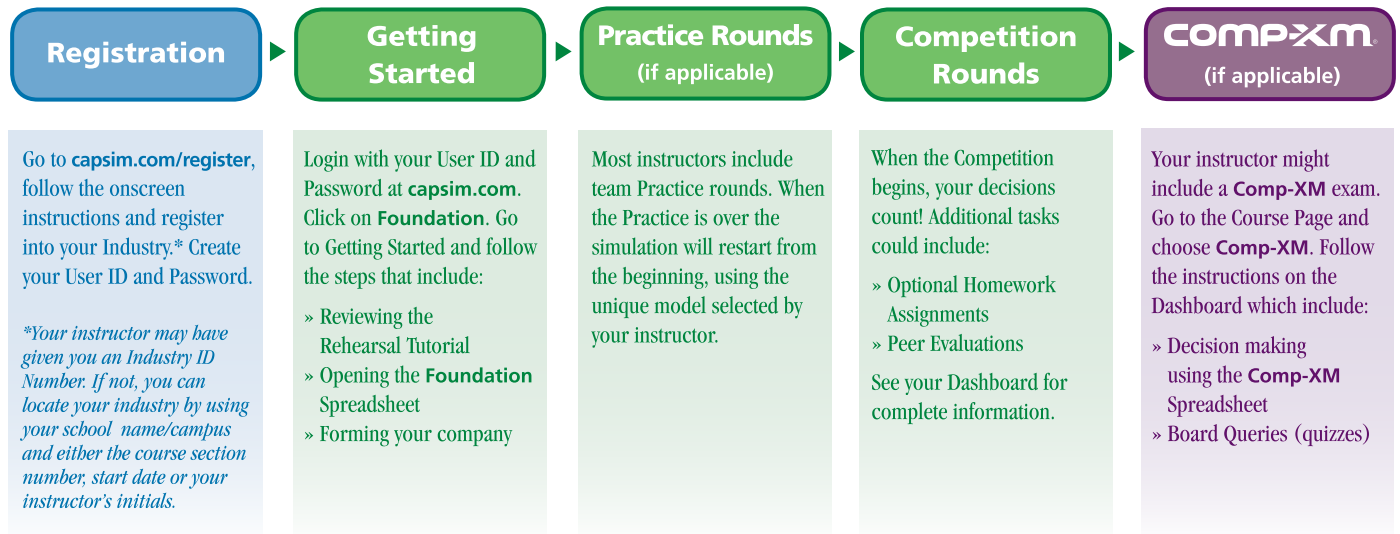 Registration
Go to capsim.com/register,
follow the onscreen
instructions and register
into your Industry.* Create
your User ID and Password.
*Your instructor may have
given you an Industry ID
Number. If not, you can
locate your industry by using
your school name/campus
and either the course section
number, start date or your
instructor's initials.
Getting
Started
Login with your User ID and
Password at capsim.com.
Click on Foundation. Go
to Getting Started and follow
the steps that include:
» Reviewing the
Rehearsal Tutorial
» Opening the Foundation
Spreadsheet
» Forming your company
Practice Rounds
(if applicable)
Most instructors include
team Practice rounds. When
the Practice is over the
simulation will restart from
the beginning, using the
unique model selected by
your instructor.
Competition
Rounds
When the Competition
begins, your decisions
count! Additional tasks
could include:
» Optional Homework
Assignments
» Peer Evaluations
See your Dashboard for
complete information.
COMP-XM®
(if applicable)
Your instructor might
include a Comp-XM exam.
Go to the Course Page and
choose Comp-XM. Follow
the instructions on the
Dashboard which include:
» Decision making
using the Comp-XM
Spreadsheet
» Board Queries (quizzes)